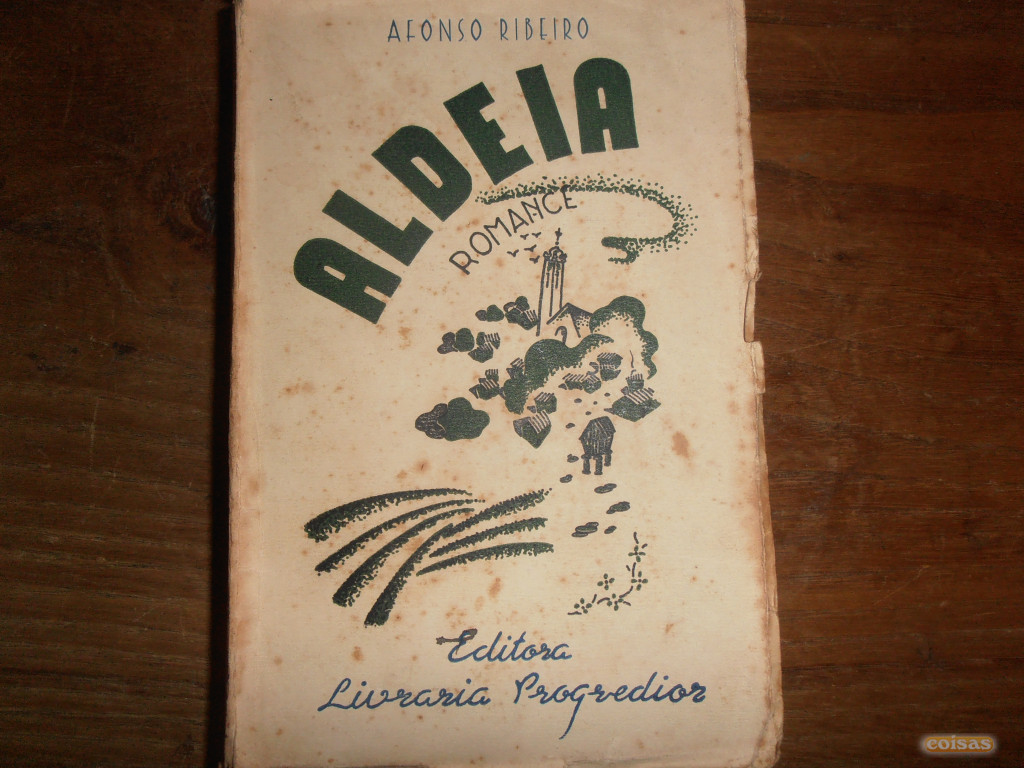 AFONSO RIBEIRO
ALDEIA
ROMANCE
Editora
Livraria Progredior
coisas